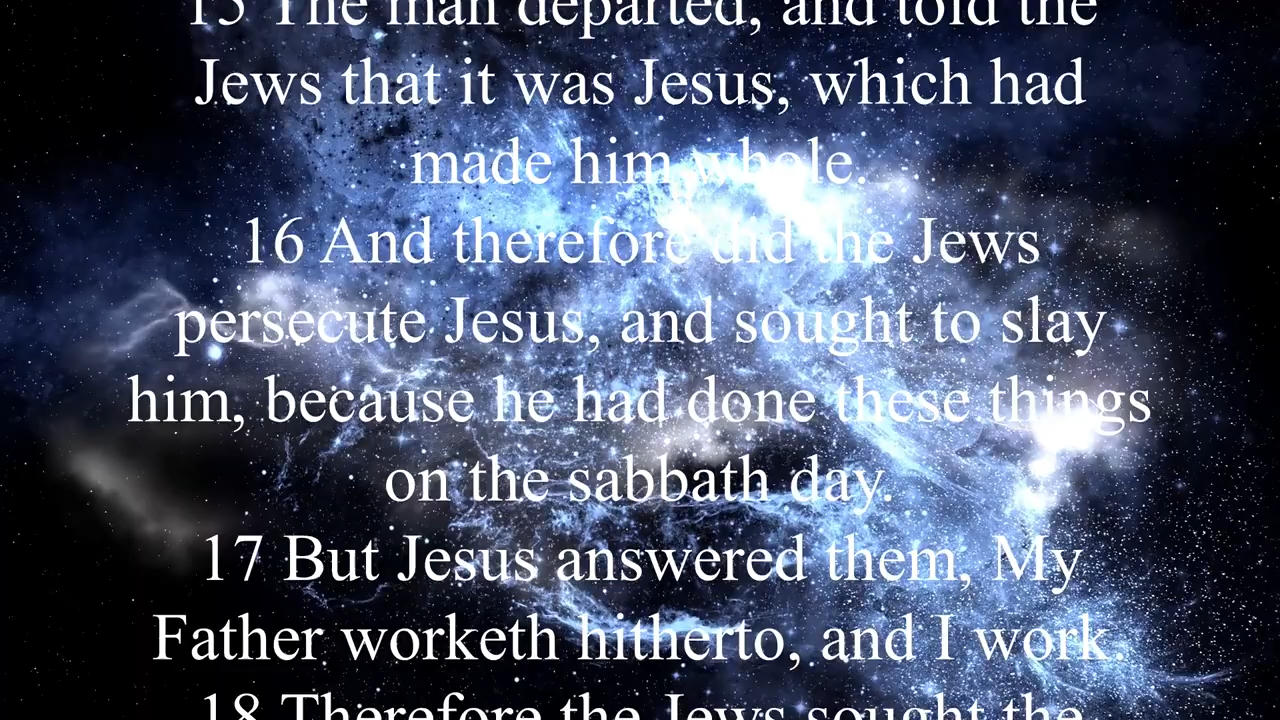 15 The man departed, and told the
Jews that it was Jesus, which had
made him whole.
16 And therefore did the Jews
persecute Jesus, and sought to slay
him, because he had done these things
on the sabbath day.
17 But Jesus answered them, My
Father worketh hitherto, and I work.
18 Therefore the Jews sought the